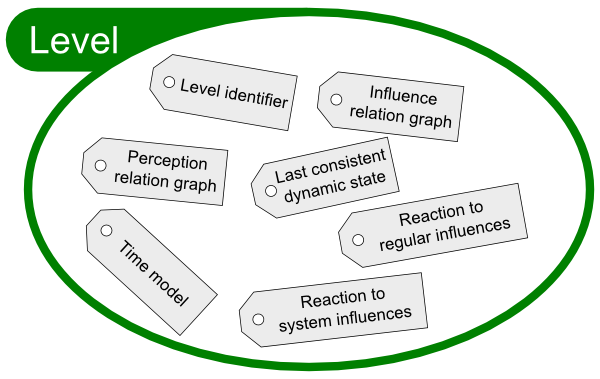 Level
Level identifier
Influence
relation graph
Perception
relation graph
Last consistent
dynamic state
Reaction to
regular influences
Time model
Reaction to
system influences